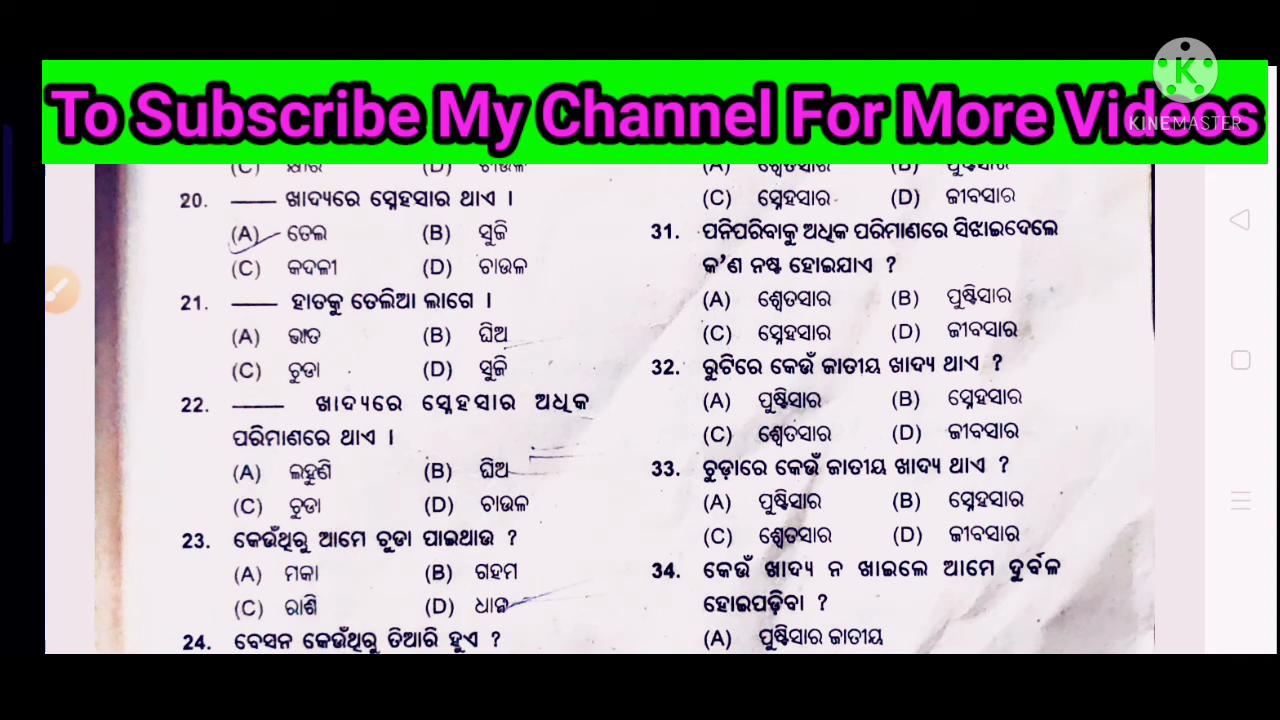 To Subscribe My Channel For More Videos
KINEMASTER
20. —— ଖାଦ୍ୟରେ ସ୍ନେହସାର ଥାଏ ।
(A) ତେଲ (B) ସୁଜି
(C) କଦଳୀ (D) ଚାଉଳ
21. —— ହାତକୁ ତେଲିଆ ଲାଗେ ।
(A) ଭାତ (B) ଘିଅ
(C) ଚୁଡା (D) ସୁଜି
22. —— ଖାଦ୍ୟରେ ସ୍ନେହସାର ଅଧିକ
ପରିମାଣରେ ଥାଏ ।
(A) ଲହୁଣି (B) ଘିଅ
(C) ଚୁଡା (D) ଚାଉଳ
23. କେଉଁଥିରୁ ଆମେ ଚୁଡା ପାଇଥାଉ ?
(A) ମକା (B) ଗହମ
(C) ରାଶି (D) ଧାନ
24. ବେସନ କେଉଁଥିରୁ ତିଆରି ହୁଏ ?
(A) ଶ୍ୱେତସାର (B) ପୁଷ୍ଟିସାର
(C) ସ୍ନେହସାର (D) ଜୀବସାର
31. ପନିପରିବାକୁ ଅଧିକ ପରିମାଣରେ ସିଝାଇଦେଲେ
କ'ଣ ନଷ୍ଟ ହୋଇଯାଏ ?
(A) ଶ୍ୱେତସାର (B) ପୁଷ୍ଟିସାର
(C) ସ୍ନେହସାର (D) ଜୀବସାର
32. ରୁଟିରେ କେଉଁ ଜାତୀୟ ଖାଦ୍ୟ ଥାଏ ?
(A) ପୁଷ୍ଟିସାର (B) ସ୍ନେହସାର
(C) ଶ୍ୱେତସାର (D) ଜୀବସାର
33. ଚୁଡ଼ାରେ କେଉଁ ଜାତୀୟ ଖାଦ୍ୟ ଥାଏ ?
(A) ପୁଷ୍ଟିସାର (B) ସ୍ନେହସାର
(C) ଶ୍ୱେତସାର (D) ଜୀବସାର
34. କେଉଁ ଖାଦ୍ୟ ନ ଖାଇଲେ ଆମେ ଦୁର୍ବଳ
ହୋଇପଡ଼ିବା ?
(A) ପୁଷ୍ଟିସାର ଜାତୀୟ